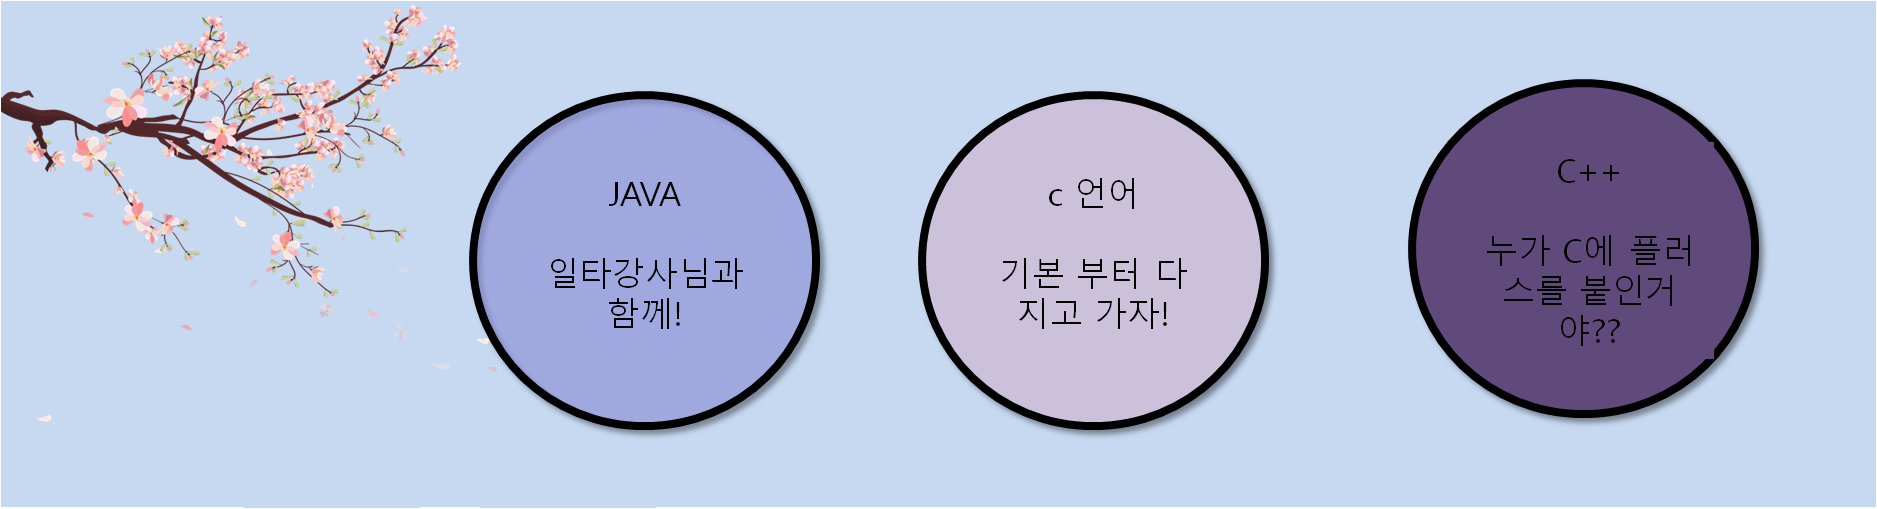 JAVA
일타강사님과
함께!
c 언어
기본 부터 다
지고 가자!
C++
누가 C에 플러
스를 붙인거
야??